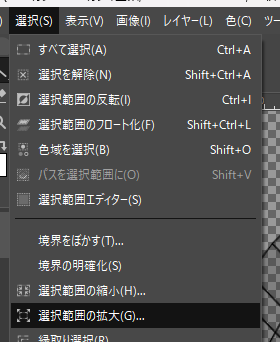 選択(S) 表示(V) 画像(I) レイヤー(L) 色(C)
すべて選択(A) Ctrl+A
選択を解除(N) Shift+Ctrl+A
選択範囲の反転(I) Ctrl+I
選択範囲のフロート化(F) Shift+Ctrl+L
色域を選択(B) Shift+O
パスを選択範囲に(O) Shift+V
選択範囲エディター(S)
境界をぼかす(T)...
境界の明確化(S)
選択範囲の縮小(H)...
選択範囲の拡大(G)...
縁取り選択(R)